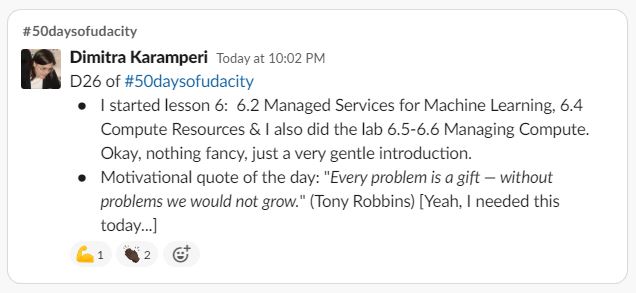 #50daysofudacity
Dimitra Karamperi Today at 10:02 PM
D26 of #50daysofudacity
• I started lesson 6:  6.2 Managed Services for Machine Learning, 6.4
Compute Resources & I also did the lab 6.5-6.6 Managing Compute.
Okay, nothing fancy, just a very gentle introduction.
• Motivational quote of the day: "Every problem is a gift — without
problems we would not grow." (Tony Robbins) [Yeah, I needed this
today...]
💪 1 👏🏿 2